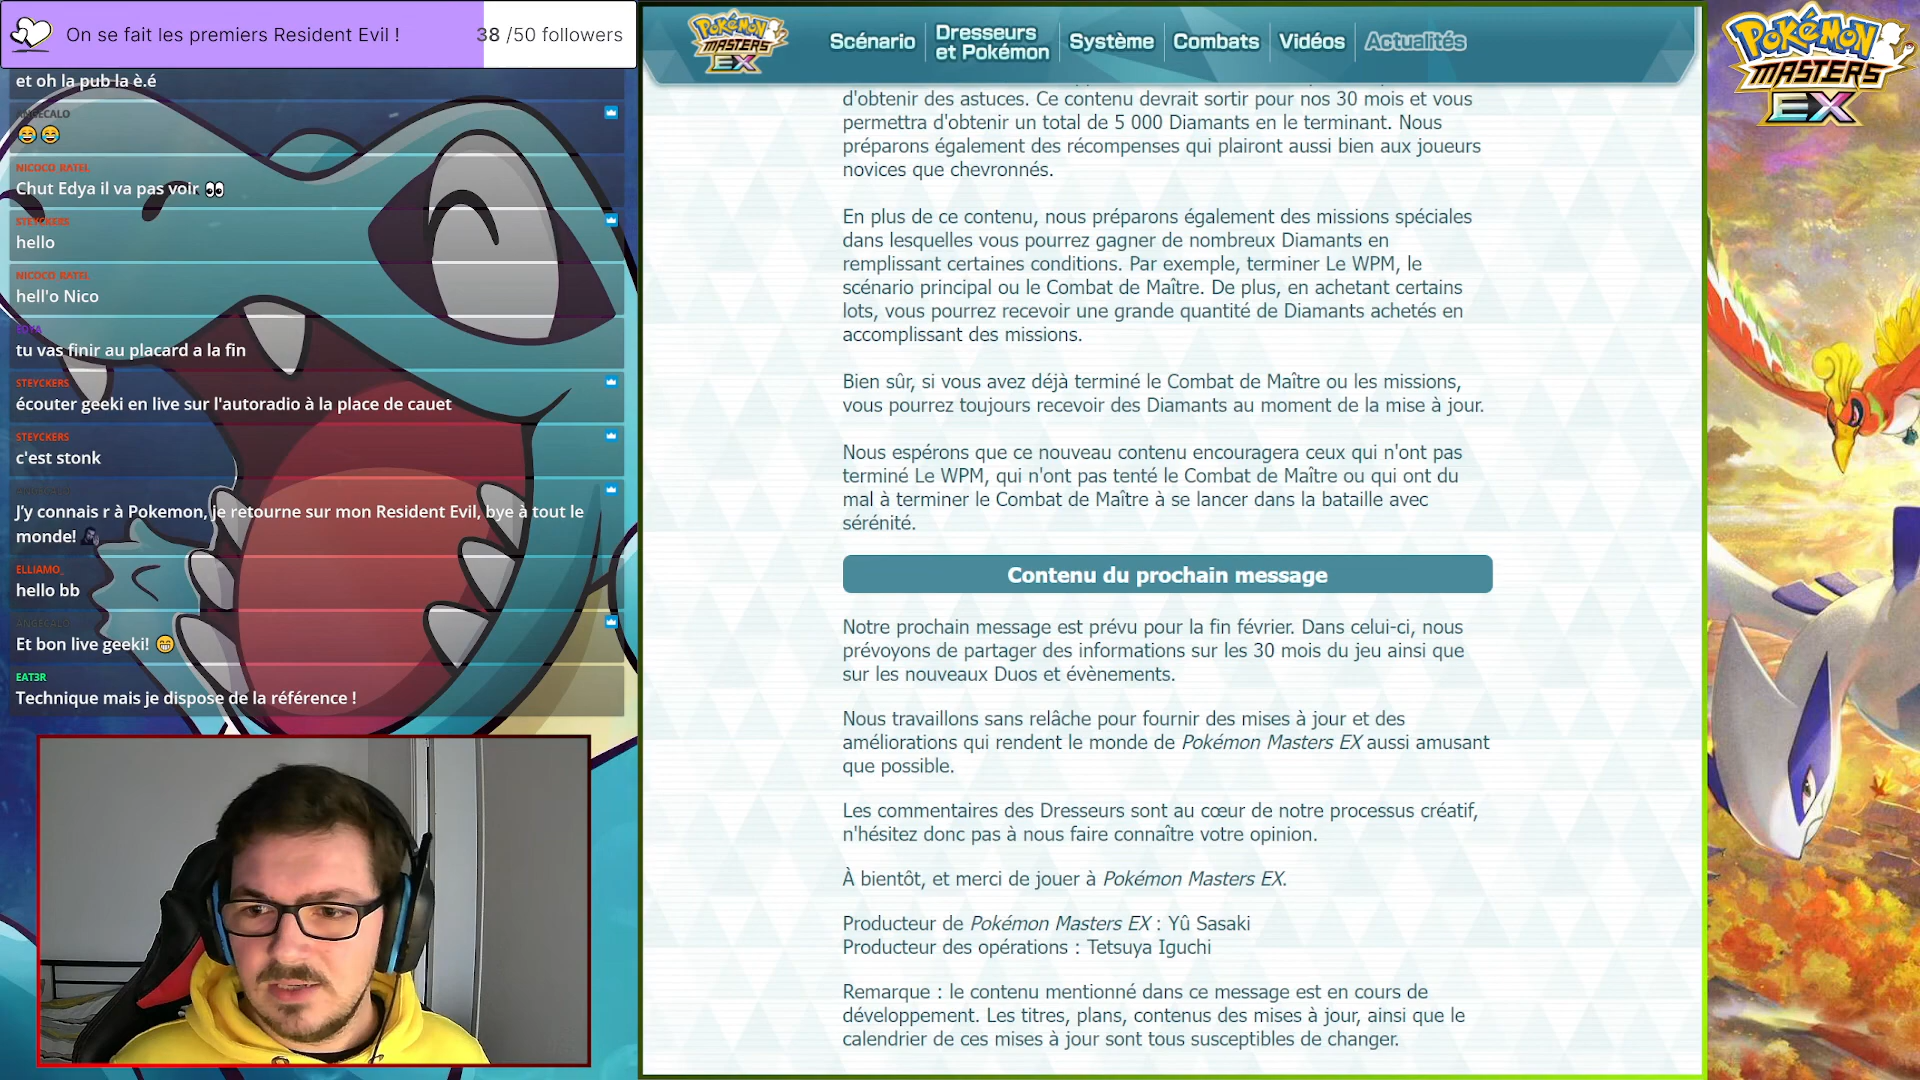 On se fait les premiers Resident Evil !
38 /50 followers
et oh la pub la è.é
ANGECALO
NICOCO_RATEL
Chut Edya il va pas voir
STEYCKERS
hello
NICOCO_RATEL
hell'o Nico
EDYA
tu vas finir au placard a la fin
STEYCKERS
écouter geeki en live sur l'autoradio à la place de cauet
STEYCKERS
c'est stonk
J'y connais r à Pokemon, je retourne sur mon Resident Evil, bye à tout le
monde!
ELLIAMO_
hello bb
ANGECALO
Et bon live geeki!
EAT3R
Technique mais je dispose de la référence !
POKÉMON
MASTERS
EX
Scénario
Dresseurs
et Pokémon
Système
Combats
Vidéos
Actualités
d'obtenir des astuces. Ce contenu devrait sortir pour nos 30 mois et vous
permettra d'obtenir un total de 5 000 Diamants en le terminant. Nous
préparons également des récompenses qui plairont aussi bien aux joueurs
novices que chevronnés.
En plus de ce contenu, nous préparons également des missions spéciales
dans lesquelles vous pourrez gagner de nombreux Diamants en
remplissant certaines conditions. Par exemple, terminer Le WPM, le
scénario principal ou le Combat de Maître. De plus, en achetant certains
lots, vous pourrez recevoir une grande quantité de Diamants achetés en
accomplissant des missions.
Bien sûr, si vous avez déjà terminé le Combat de Maître ou les missions,
vous pourrez toujours recevoir des Diamants au moment de la mise à jour.
Nous espérons que ce nouveau contenu encouragera ceux qui n'ont pas
terminé Le WPM, qui n'ont pas tenté le Combat de Maître ou qui ont du
mal à terminer le Combat de Maître à se lancer dans la bataille avec
sérénité.
Contenu du prochain message
Notre prochain message est prévu pour la fin février. Dans celui-ci, nous
prévoyons de partager des informations sur les 30 mois du jeu ainsi que
sur les nouveaux Duos et évènements.
Nous travaillons sans relâche pour fournir des mises à jour et des
améliorations qui rendent le monde de Pokémon Masters EX aussi amusant
que possible.
Les commentaires des Dresseurs sont au cœur de notre processus créatif,
n'hésitez donc pas à nous faire connaître votre opinion.
À bientôt, et merci de jouer à Pokémon Masters EX.
Producteur de Pokémon Masters EX : Yû Sasaki
Producteur des opérations : Tetsuya Iguchi
Remarque : le contenu mentionné dans ce message est en cours de
développement. Les titres, plans, contenus des mises à jour, ainsi que le
calendrier de ces mises à jour sont tous susceptibles de changer.
POKÉMON
MASTERS
EX